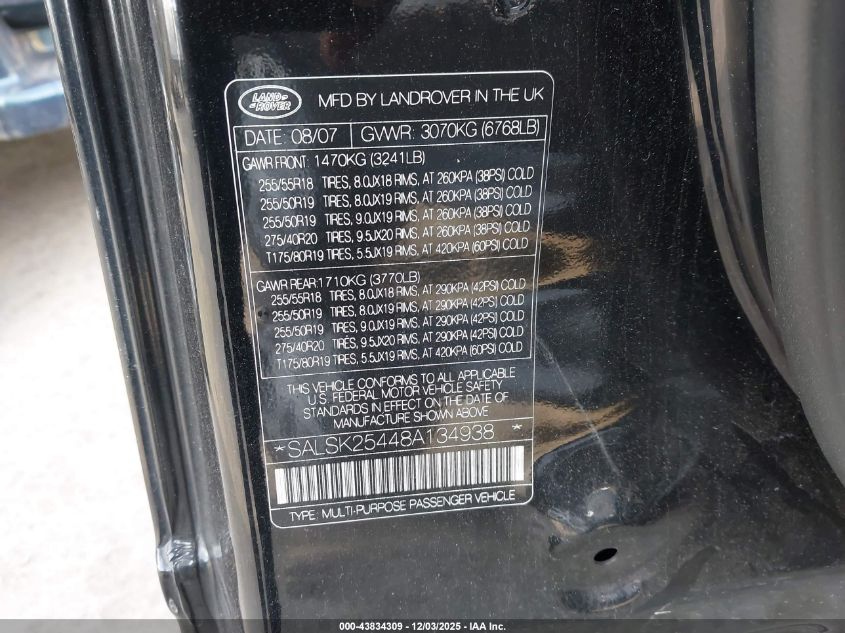 LAND-
ROVER
MFD BY LANDROVER IN THE UK
DATE: 08/07 GVWR: 3070KG (6768LB)
GAWR FRONT: 1470KG (3241LB)
255/55R18 TIRES, 8.0JX18 RIMS, AT 260KPA (38PSI) COLD
255/50R19 TIRES, 8.0JX19 RIMS, AT 260KPA (38PSI) COLD
255/50R19 TIRES, 9.0JX19 RIMS, AT 260KPA (38PSI) COLD
275/40R20 TIRES, 9.5JX20 RIMS, AT 260KPA (38PSI) COLD
T175/80R19 TIRES, 5.5JX19 RIMS, AT 420KPA (60PSI) COLD
GAWR REAR: 1710KG (3770LB)
255/55R18 TIRES, 8.0JX18 RIMS, AT 290KPA (42PSI) COLD
255/50R19 TIRES, 8.0JX19 RIMS, AT 290KPA (42PSI) COLD
255/50R19 TIRES, 9.0JX19 RIMS, AT 290KPA (42PSI) COLD
275/40R20 TIRES, 9.5JX20 RIMS, AT 290KPA (42PSI) COLD
T175/80R19 TIRES, 5.5JX19 RIMS, AT 420KPA (60PSI) COLD
THIS VEHICLE CONFORMS TO ALL APPLICABLE
U.S. FEDERAL MOTOR VEHICLE SAFETY
STANDARDS IN EFFECT ON THE DATE OF
MANUFACTURE SHOWN ABOVE
*SALSK25448A134938 *
TYPE: MULTI-PURPOSE PASSENGER VEHICLE
000-43834309 - 12/03/2025 - IAA Inc.